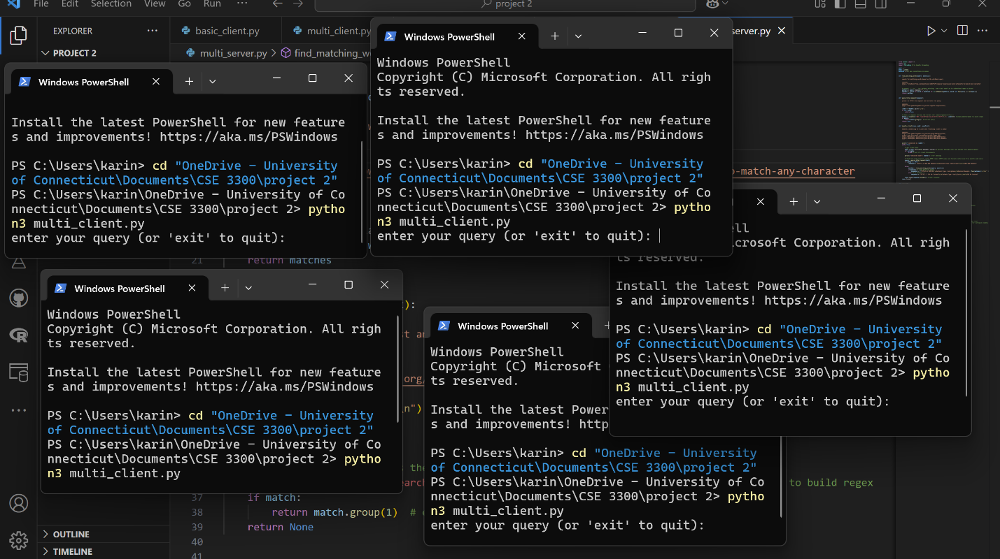 File Edit Selection View Go Run ···
project 2
EXPLORER
PROJECT 2
basic_client.py
multi_client.py
server.py
multi_server.py > find_matching_w
Windows PowerShell
Install the latest PowerShell for new feature
s and improvements! https://aka.ms/PSWindows
PS C:\Users\karin> cd "OneDrive - University
of Connecticut\Documents\CSE 3300\project 2"
PS C:\Users\karin\OneDrive - University of Co
nnecticut\Documents\CSE 3300\project 2> pytho
n3 multi_client.py
enter your query (or 'exit' to quit):
Windows PowerShell
Windows PowerShell
Copyright (C) Microsoft Corporation. All righ
ts reserved.
Install the latest PowerShell for new feature
s and improvements! https://aka.ms/PSWindows
PS C:\Users\karin> cd "OneDrive - University
of Connecticut\Documents\CSE 3300\project 2"
PS C:\Users\karin\OneDrive - University of Co
nnecticut\Documents\CSE 3300\project 2> pytho
n3 multi_client.py
enter your query (or 'exit' to quit):
o-match-any-character
ell
crosoft Corporation. All righ
ts reserved.
Install the latest PowerShell for new feature
s and improvements! https://aka.ms/PSWindows
PS C:\Users\karin> cd "OneDrive - University
of Connecticut\Documents\CSE 3300\project 2"
PS C:\Users\karin\OneDrive - University of Co
nnecticut\Documents\CSE 3300\project 2> pytho
n3 multi_client.py
enter your query (or 'exit' to quit):
21 return matches
Windows PowerShell
Windows PowerShell
Copyright (C) Microsoft Corporation. All righ
ts reserved.
Install the latest PowerShell for new feature
s and improvements! https://aka.ms/PSWindows
PS C:\Users\karin> cd "OneDrive - University
of Connecticut\Documents\CSE 3300\project 2"
PS C:\Users\karin\OneDrive - University of Co
nnecticut\Documents\CSE 3300\project 2> pytho
n3 multi_client.py
):
org/
n")
Windows PowerShell
Windows PowerShell
Copyright (C) Microsoft
ts reserved.
Install the latest Power
s and improvements! http
PS C:\Users\karin> cd "OneDrive - University
of Connecticut\Documents\CSE 3300\project 2"
PS C:\Users\karin\OneDrive - University of Co
nnecticut\Documents\CSE 3300\project 2> pytho
n3 multi_client.py
enter your query (or 'exit' to quit):
to build regex
37 if match:
38 return match.group(1) #
39 return None
40
41
OUTLINE
TIMELINE